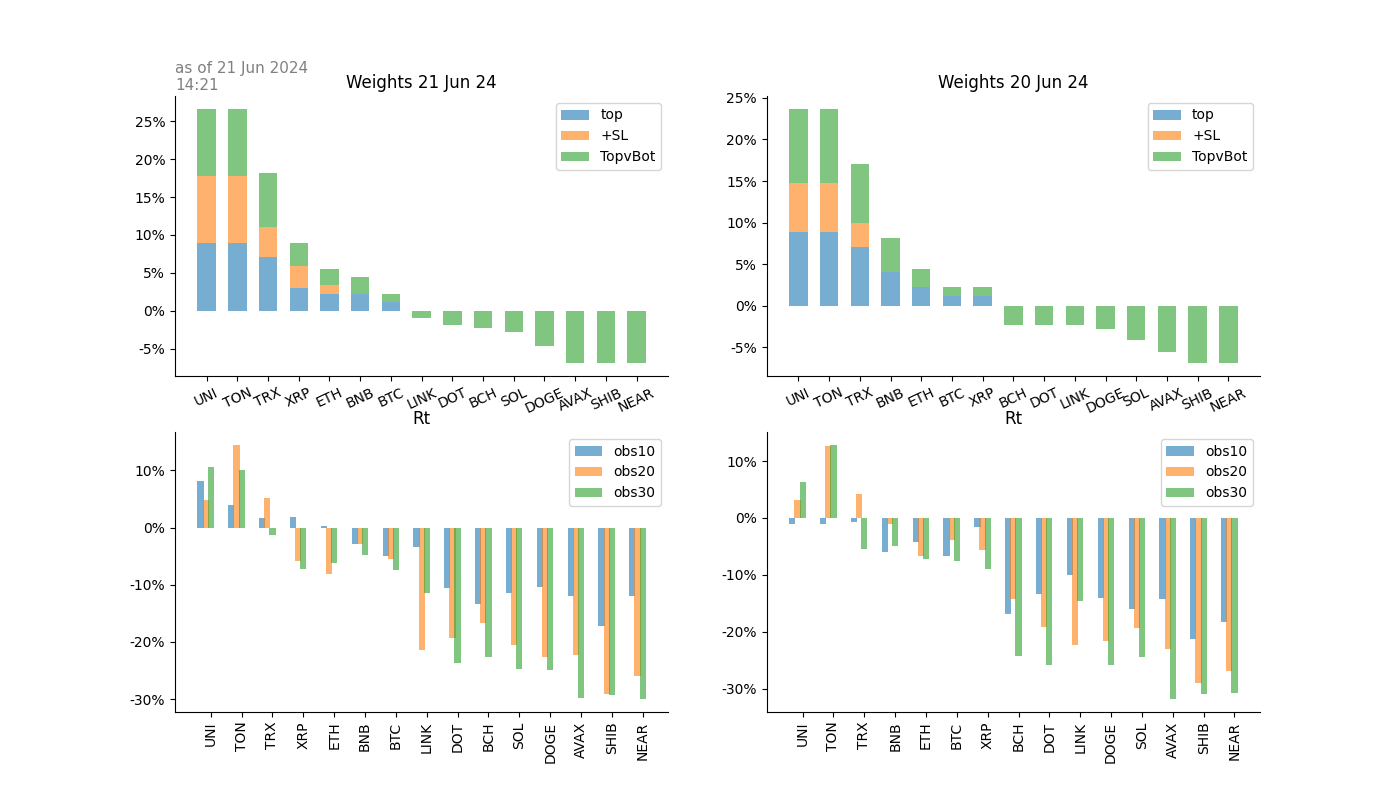 as of 21 Jun 2024
14:21
Weights 21 Jun 24
25%
20%
15%
10%
5%
0%
-5%
top
+SL
TopvBot
UNI TON TRX XRP ETH BNB BTC LINK DOT BCH SOL DOGE AVAX SHIB NEAR
Weights 20 Jun 24
25%
20%
15%
10%
5%
0%
-5%
top
+SL
TopvBot
UNI TON TRX BNB ETH BTC XRP BCH DOT LINK DOGE SOL AVAX SHIB NEAR
Rt
10%
0%
-10%
-20%
-30%
obs10
obs20
obs30
UNI TON TRX XRP ETH BNB BTC LINK DOT BCH SOL DOGE AVAX SHIB NEAR
Rt
10%
0%
-10%
-20%
-30%
obs10
obs20
obs30
UNI TON TRX BNB ETH BTC XRP BCH DOT LINK DOGE SOL AVAX SHIB NEAR